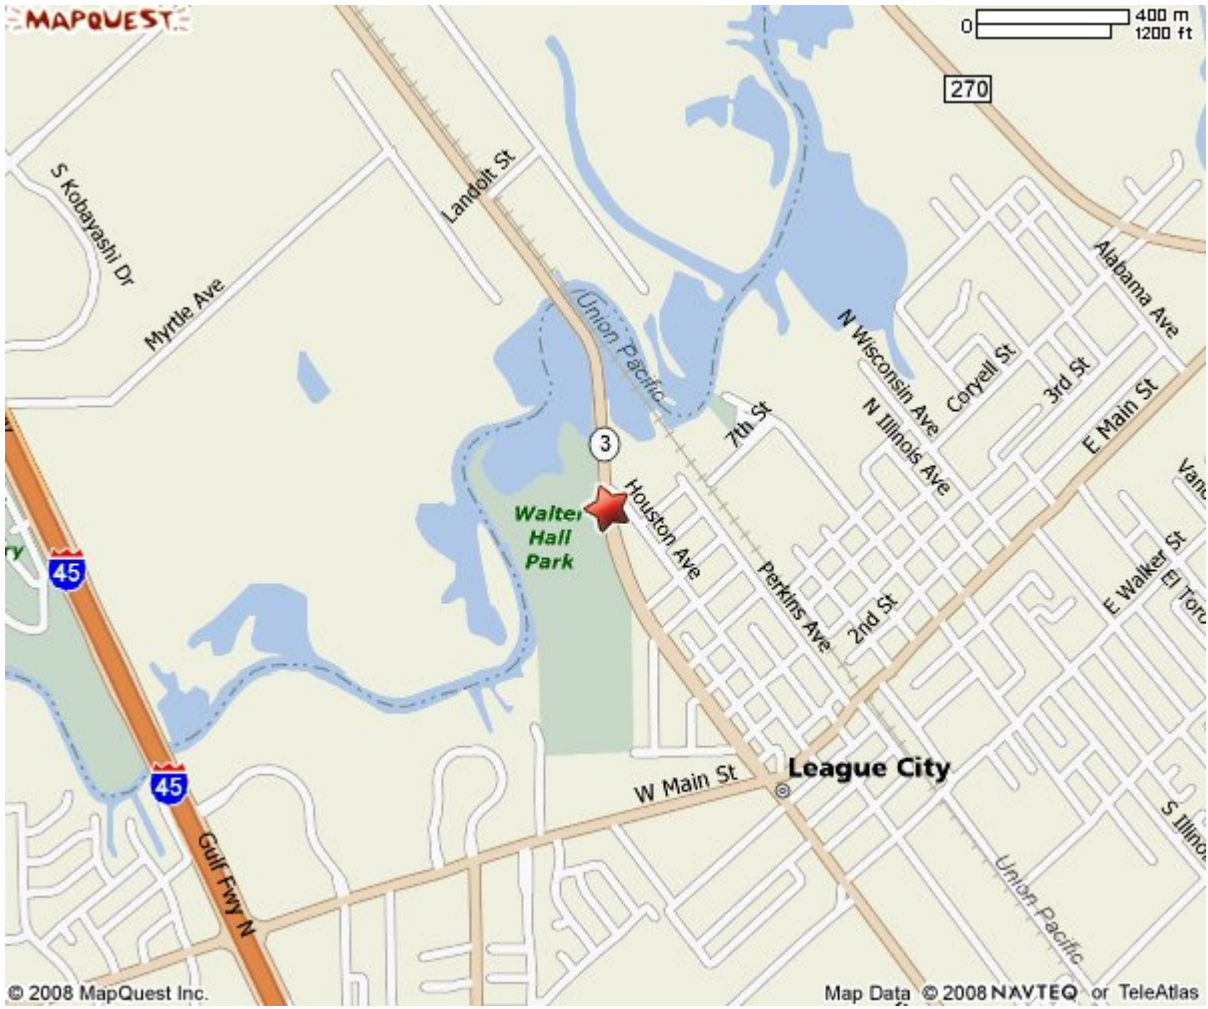 MAPQUEST
0
400 m
1200 ft
270
S Kobayashi Dr
Landolt St
Myrtle Ave
Alabama Ave
Union Pacific
N Wisconsin Ave
Coryell St
3rd St
N Illinois Ave
E Main St
7th St
3
Houston Ave
Walter
Hall
Park
45
Perkins Ave
2nd St
E Walker St
El Toro
W Main St
League City
45
Gulf Fwy N
S Illino
Union Pacific
© 2008 MapQuest Inc.
Map Data © 2008 NAVTEQ or TeleAtlas